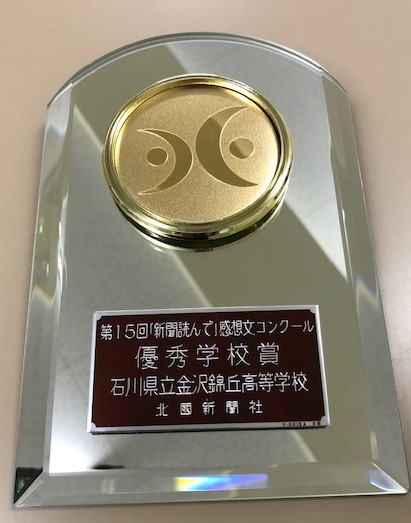 第15回「新聞読んで」感想文コンクール
優秀学校賞
石川県立金沢錦丘高等学校
北國新聞社